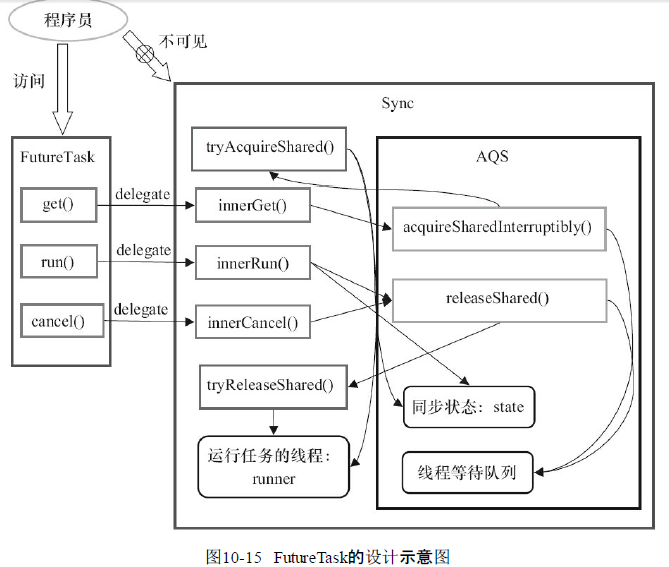 程序员
不可见
访问
Sync
FutureTask
tryAcquireShared()
AQS
get()
delegate
innerGet()
acquireSharedInterruptibly()
run()
delegate
innerRun()
releaseShared()
cancel()
delegate
innerCancel()
tryReleaseShared()
同步状态：state
运行任务的线程：
runner
线程等待队列
图10-15 FutureTask的设计示意图